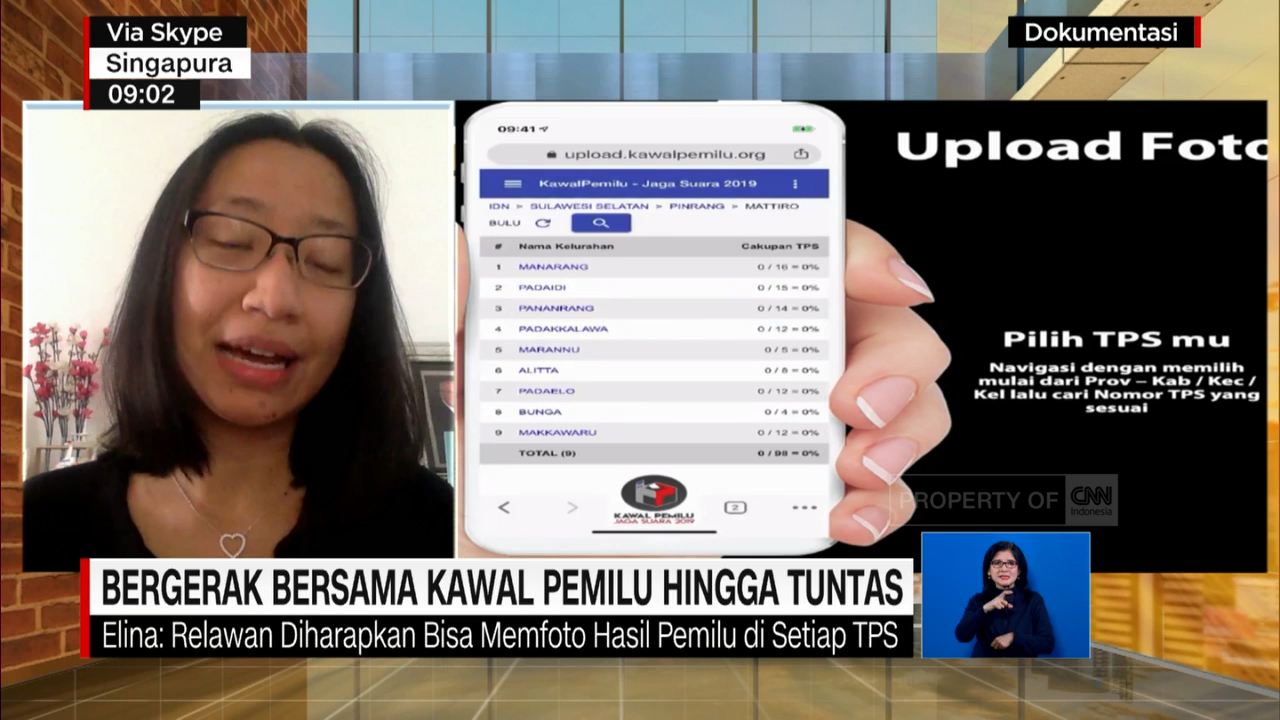 Via Skype
Singapura
09:02
Dokumentasi
09:41
upload.kawalpemilu.org
KawalPemilu - Jaga Suara 2019
IDN > SULAWESI SELATAN > PINRANG > MATTIRO
BULU
# Nama Kelurahan Cakupan TPS
1 MANARANG 0 / 16 = 0%
2 PADAIDI 0 / 15 = 0%
3 PANANRANG 0 / 14 = 0%
4 PADAKKALAWA 0 / 12 = 0%
5 MARANNU 0 / 5 = 0%
6 ALITTA 0 / 8 = 0%
7 PADAELO 0 / 12 = 0%
8 BUNGA 0 / 4 = 0%
9 MAKKAWARU 0 / 12 = 0%
TOTAL (9) 0 / 98 = 0%
KAWAL PEMILU
JAGA SUARA 2019
2
Upload Foto
Pilih TPS mu
Navigasi dengan memilih
mulai dari Prov – Kab / Kec /
Kel lalu cari Nomor TPS yang
sesuai
PROPERTY OF CNN
Indonesia
BERGERAK BERSAMA KAWAL PEMILU HINGGA TUNTAS
Elina: Relawan Diharapkan Bisa Memfoto Hasil Pemilu di Setiap TPS